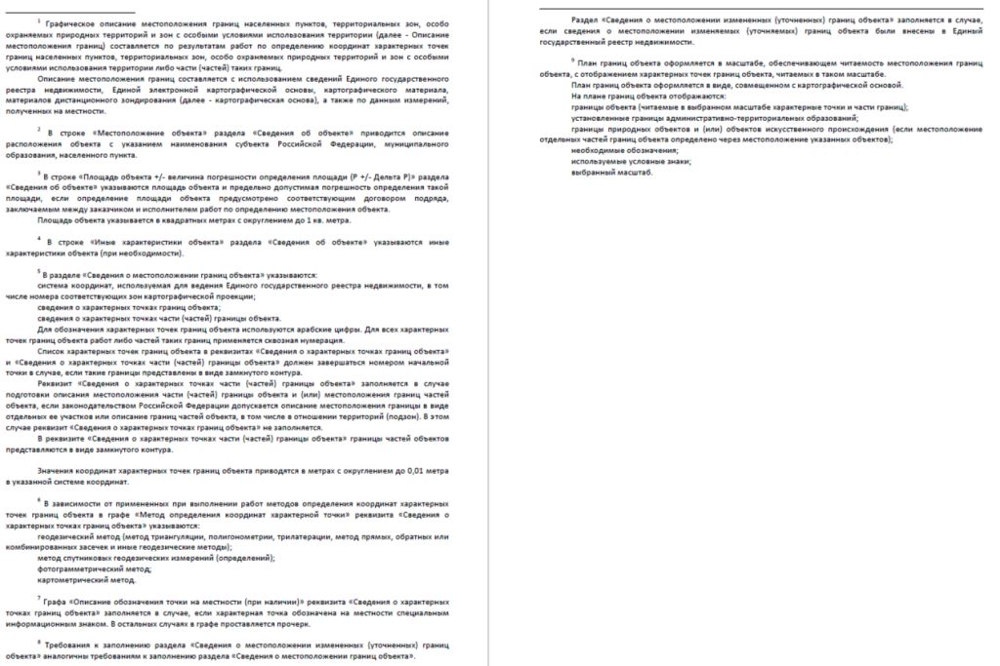 1 Графическое описание местоположения границ населенных пунктов, территориальных зон, особо
охраняемых природных территорий и зон с особыми условиями использования территории (далее - Описание
местоположения границ) составляется по результатам работ по определению координат характерных точек
границ населенных пунктов, территориальных зон, особо охраняемых природных территорий и зон с особыми
условиями использования территории либо части (частей) таких границ.
Описание местоположения границ составляется с использованием сведений Единого государственного
реестра недвижимости, Единой электронной картографической основы, картографического материала,
материалов дистанционного зондирования (далее - картографическая основа), а также по данным измерений,
полученных на местности.
2 В строке «Местоположение объекта» раздела «Сведения об объекте» приводится описание
расположения объекта с указанием наименования субъекта Российской Федерации, муниципального
образования, населенного пункта.
3 В строке «Площадь объекта +/- величина погрешности определения площади (P +/- Дельта P)» раздела
«Сведения об объекте» указываются площадь объекта и предельно допустимая погрешность определения такой
площади, если определение площади объекта предусмотрено соответствующим договором подряда,
заключаемым между заказчиком и исполнителем работ по определению местоположения объекта.
Площадь объекта указывается в квадратных метрах с округлением до 1 кв. метра.
4 В строке «Иные характеристики объекта» раздела «Сведения об объекте» указываются иные
характеристики объекта (при необходимости).
5 В разделе «Сведения о местоположении границ объекта» указываются:
система координат, используемая для ведения Единого государственного реестра недвижимости, в том
числе номера соответствующих зон картографической проекции;
сведения о характерных точках границ объекта;
сведения о характерных точках части (частей) границы объекта.
Для обозначения характерных точек границ объекта используются арабские цифры. Для всех характерных
точек границ объекта работ либо частей таких границ применяется сквозная нумерация.
Список характерных точек границ объекта в реквизитах «Сведения о характерных точках границ объекта»
и «Сведения о характерных точках части (частей) границы объекта» должен завершаться номером начальной
точки в случае, если такие границы представлены в виде замкнутого контура.
Реквизит «Сведения о характерных точках части (частей) границы объекта» заполняется в случае
подготовки описания местоположения части (частей) границы объекта и (или) местоположения границ частей
объекта, если законодательством Российской Федерации допускается описание местоположения границы в виде
отдельных ее участков или описание границ частей объекта, в том числе в отношении территорий (подзон). В этом
случае реквизит «Сведения о характерных точках границ объекта» не заполняется.
В реквизите «Сведения о характерных точках части (частей) границы объекта» границы частей объектов
представляются в виде замкнутого контура.
Значения координат характерных точек границ объекта приводятся в метрах с округлением до 0,01 метра
в указанной системе координат.
6 В зависимости от примененных при выполнении работ методов определения координат характерных
точек границ объекта в графе «Метод определения координат характерной точки» реквизита «Сведения о
характерных точках границ объекта» указываются:
геодезический метод (метод триангуляции, полигонометрии, трилатерации, метод прямых, обратных или
комбинированных засечек и иные геодезические методы);
метод спутниковых геодезических измерений (определений);
фотограмметрический метод;
картометрический метод.
7 Графа «Описание обозначения точки на местности (при наличии)» реквизита «Сведения о характерных
точках границ объекта» заполняется в случае, если характерная точка обозначена на местности специальным
информационным знаком. В остальных случаях в графе проставляется прочерк.
8 Требования к заполнению раздела «Сведения о местоположении измененных (уточненных) границ
объекта» аналогичны требованиям к заполнению раздела «Сведения о местоположении границ объекта».
Раздел «Сведения о местоположении измененных (уточненных) границ объекта» заполняется в случае,
если сведения о местоположении изменяемых (уточняемых) границ объекта были внесены в Единый
государственный реестр недвижимости.
9 План границ объекта оформляется в масштабе, обеспечивающем читаемость местоположения границ
объекта, с отображением характерных точек границ объекта, читаемых в таком масштабе.
План границ объекта оформляется в виде, совмещенном с картографической основой.
На плане границ объекта отображаются:
границы объекта (читаемые в выбранном масштабе характерные точки и части границ);
установленные границы административно-территориальных образований;
границы природных объектов и (или) объектов искусственного происхождения (если местоположение
отдельных частей границ объекта определено через местоположение указанных объектов);
необходимые обозначения;
используемые условные знаки;
выбранный масштаб.